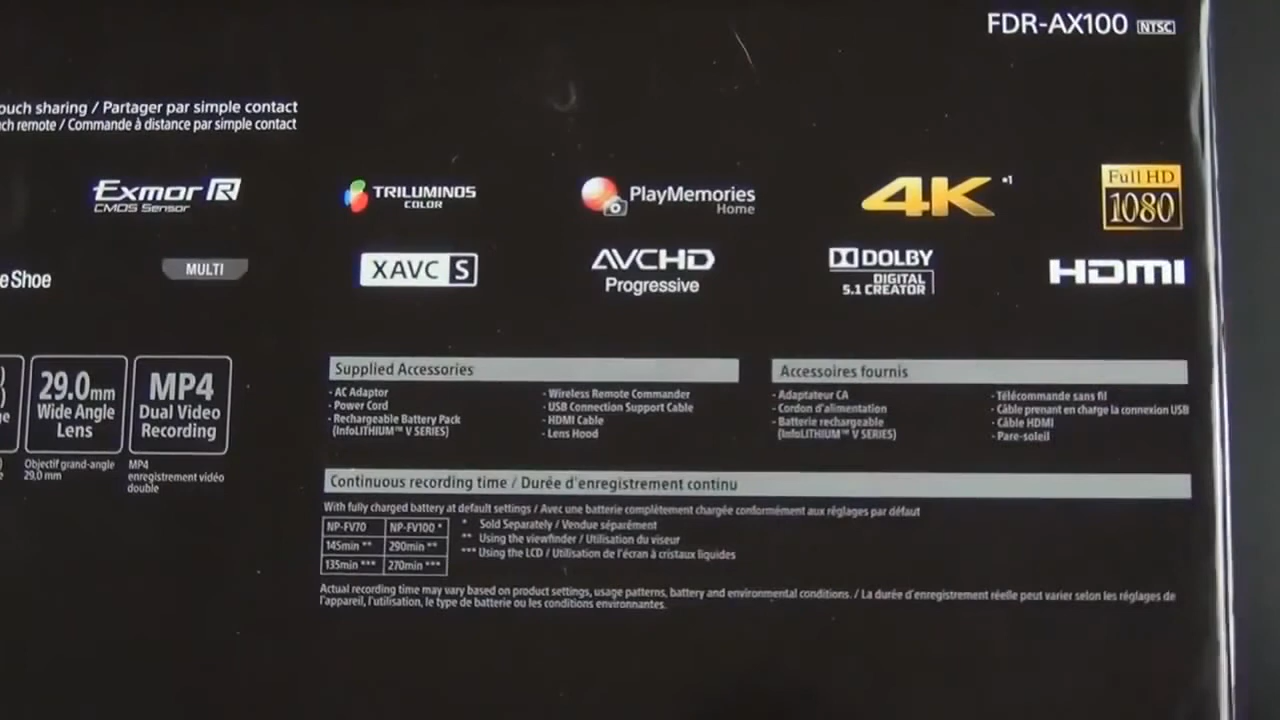 FDR-AX100 NTSC
ouch sharing / Partager par simple contact
ch remote / Commande à distance par simple contact
Exmor R
CMOS Sensor
TRILUMINOS
COLOR
PlayMemories
Home
4K *1
Full HD
1080
e Shoe
MULTI
XAVC S
AVCHD
Progressive
DOLBY
DIGITAL
5.1 CREATOR
HDMI
29.0mm
Wide Angle
Lens
Objectif grand-angle
29,0 mm
MP4
Dual Video
Recording
MP4
enregistrement vidéo
double
Supplied Accessories
· AC Adaptor
· Power Cord
· Rechargeable Battery Pack
(InfoLITHIUM™ V SERIES)
· Wireless Remote Commander
· USB Connection Support Cable
· HDMI Cable
· Lens Hood
Accessoires fournis
· Adaptateur CA
· Cordon d'alimentation
· Batterie rechargeable
(InfoLITHIUM™ V SERIES)
· Télécommande sans fil
· Câble prenant en charge la connexion USB
· Câble HDMI
· Pare-soleil
Continuous recording time / Durée d'enregistrement continu
With fully charged battery at default settings / Avec une batterie complètement chargée conformément aux réglages par défaut
NP-FV70 NP-FV100 *
145min ** 290min **
135min *** 270min ***
* Sold Separately / Vendue séparément
** Using the viewfinder / Utilisation du viseur
*** Using the LCD / Utilisation de l'écran à cristaux liquides
Actual recording time may vary based on product settings, usage patterns, battery and environmental conditions. / La durée d'enregistrement réelle peut varier selon les réglages de
l'appareil, l'utilisation, le type de batterie ou les conditions environnantes.